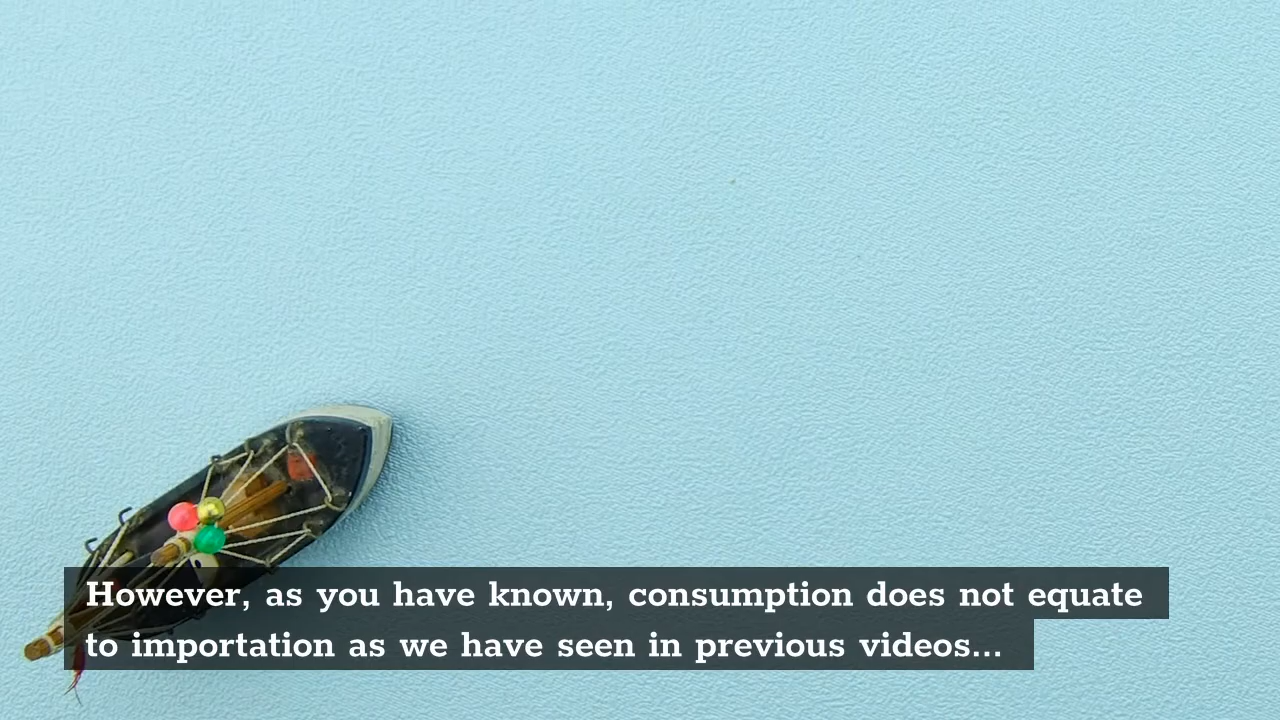 However, as you have known, consumption does not equate
to importation as we have seen in previous videos...